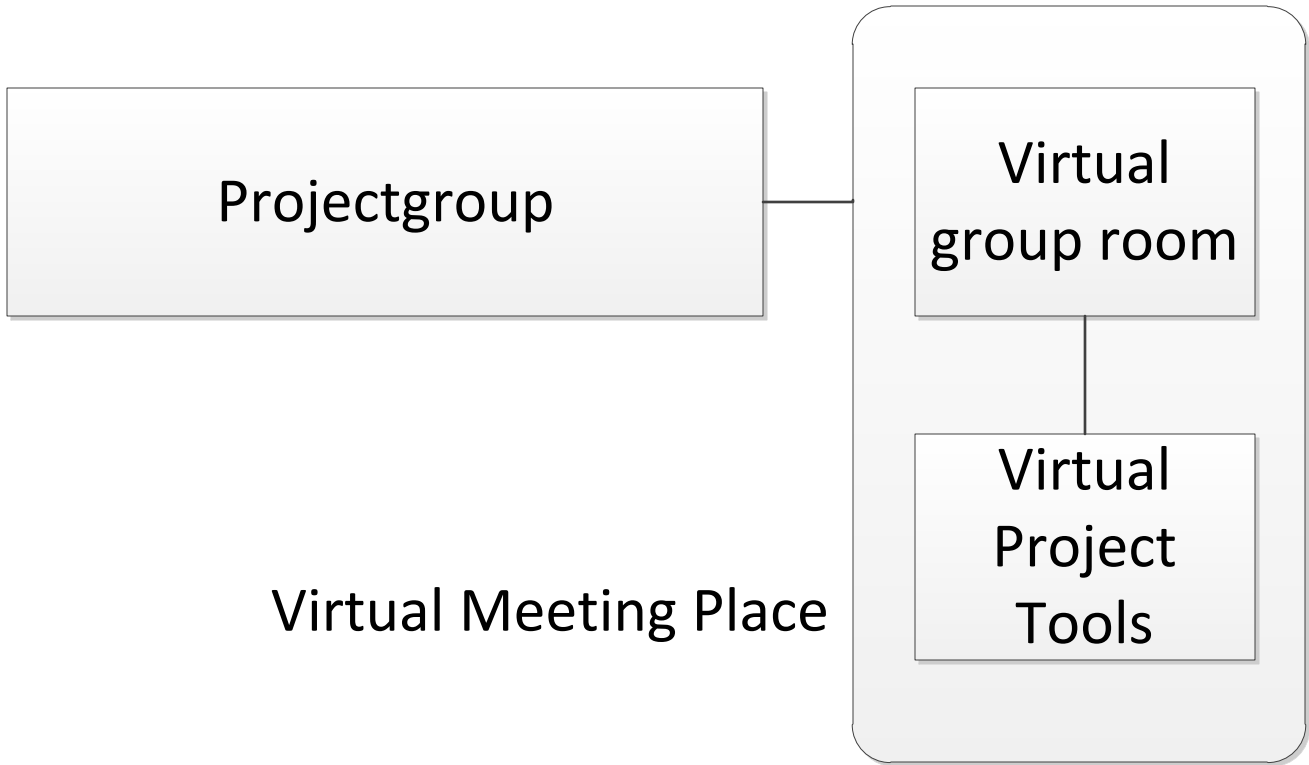 Projectgroup
Virtual
group room
Virtual
Project
Tools
Virtual Meeting Place